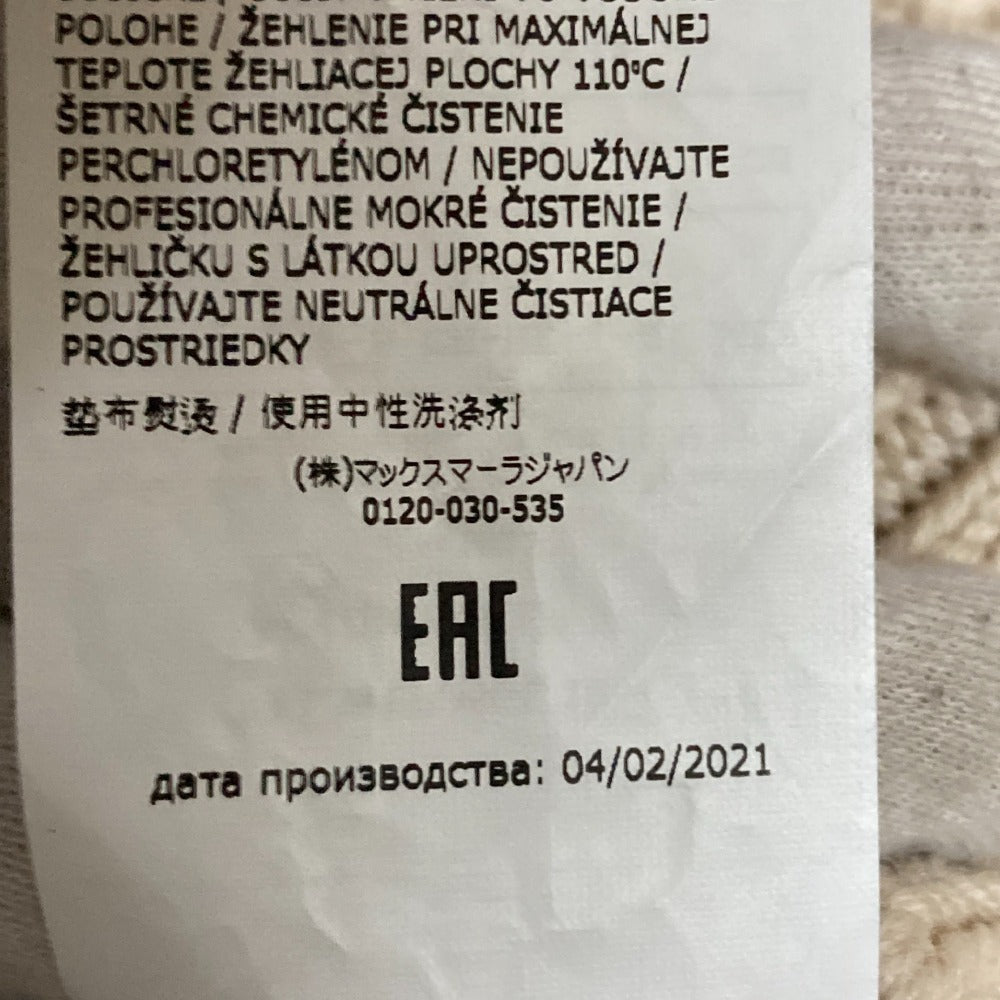 POLOHE / ŽEHLENIE PRI MAXIMÁLNEJ
TEPLOTE ŽEHLIACEJ PLOCHY 110ºC /
ŠETRNÉ CHEMICKÉ ČISTENIE
PERCHLORETYLÉNOM / NEPOUŽÍVAJTE
PROFESIONÁLNE MOKRÉ ČISTENIE /
ŽEHLIČKU S LÁTKOU UPROSTRED /
POUŽÍVAJTE NEUTRÁLNE ČISTIACE
PROSTRIEDKY
垫布熨烫 / 使用中性洗涤剂
(株)マックスマーラジャパン
0120-030-535
EAC
дата производства: 04/02/2021